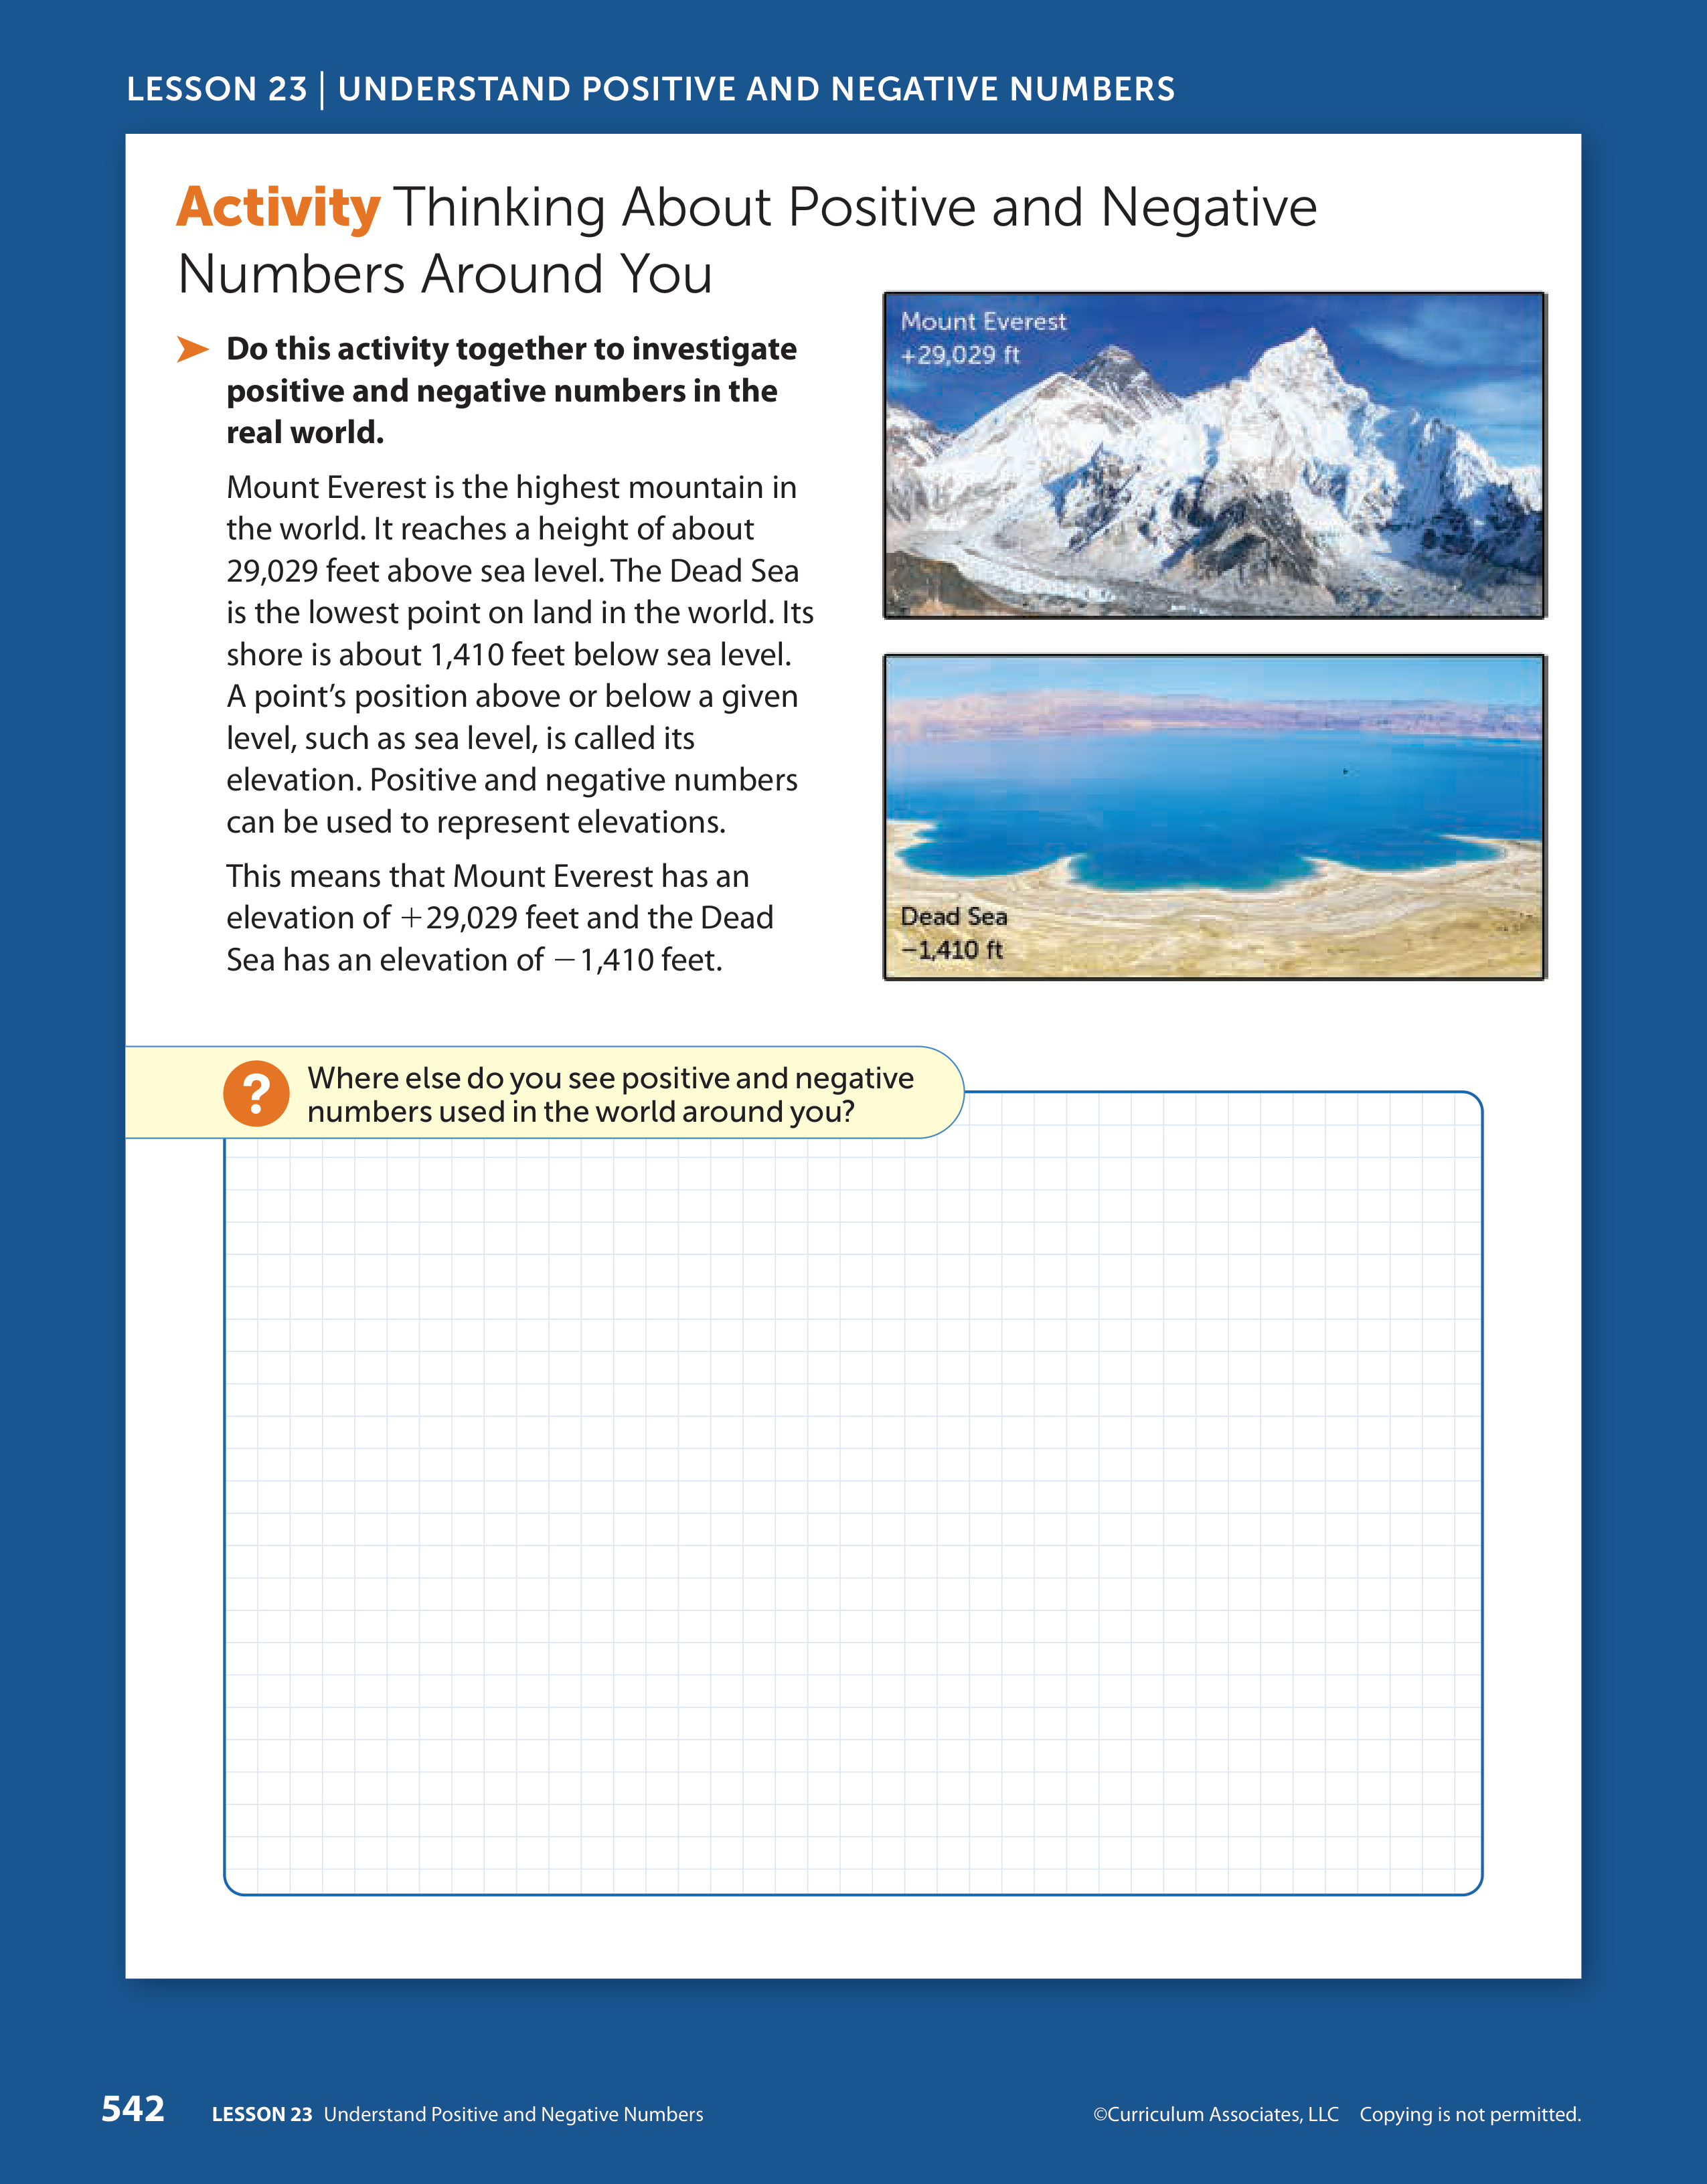 LESSON 23 | UNDERSTAND POSITIVE AND NEGATIVE NUMBERS
Activity Thinking About Positive and Negative
Numbers Around You
Do this activity together to investigate
positive and negative numbers in the
real world.
Mount Everest is the highest mountain in
the world. It reaches a height of about
29,029 feet above sea level. The Dead Sea
is the lowest point on land in the world. Its
shore is about 1,410 feet below sea level.
A point’s position above or below a given
level, such as sea level, is called its
elevation. Positive and negative numbers
can be used to represent elevations.
This means that Mount Everest has an
elevation of +29,029 feet and the Dead
Sea has an elevation of −1,410 feet.
Mount Everest
+29,029 ft
Dead Sea
−1,410 ft
? Where else do you see positive and negative
numbers used in the world around you?
542 LESSON 23 Understand Positive and Negative Numbers ©Curriculum Associates, LLC Copying is not permitted.